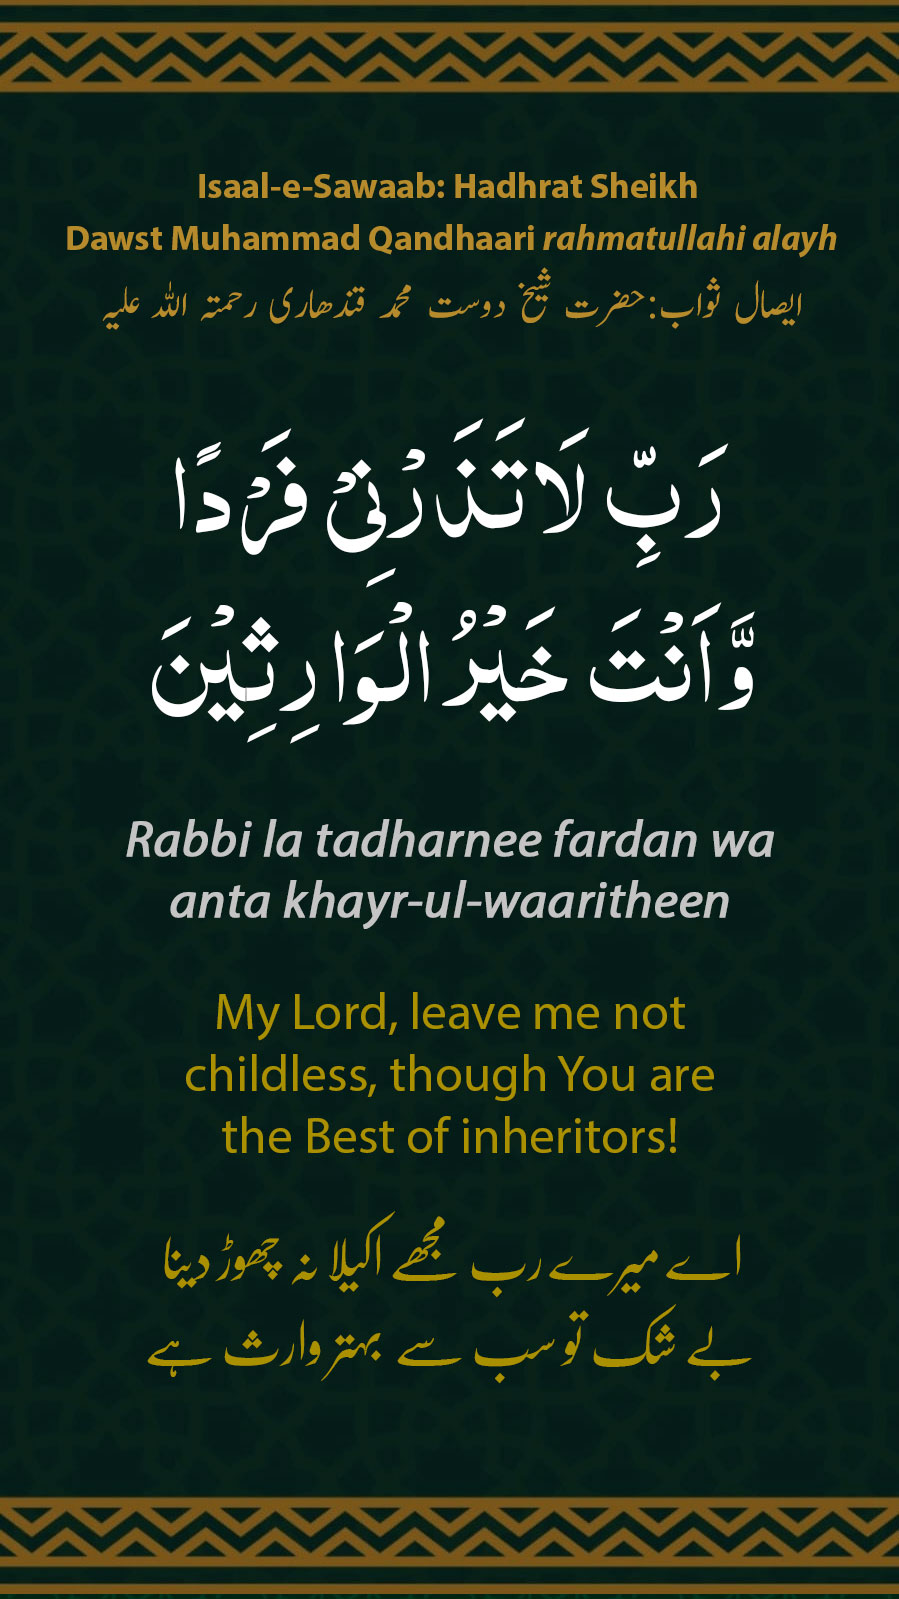 Isaal-e-Sawaab: Hadhrat Sheikh
Dawst Muhammad Qandhaari rahmatullahi alayh
ایصال ثواب:حضرت شیخ دوست محمد قندھاری رحمتہ اللہ علیہ
رَبِّ لَا تَذَرْنِيْ فَرْدًا
وَّاَنْتَ خَيْرُ الْوَارِثِيْنَ
Rabbi la tadharnee fardan wa
anta khayr-ul-waaritheen
My Lord, leave me not
childless, though You are
the Best of inheritors!
اے میرے رب مجھے اکیلا نہ چھوڑ دینا
بے شک تو سب سے بہتر وارث ہے